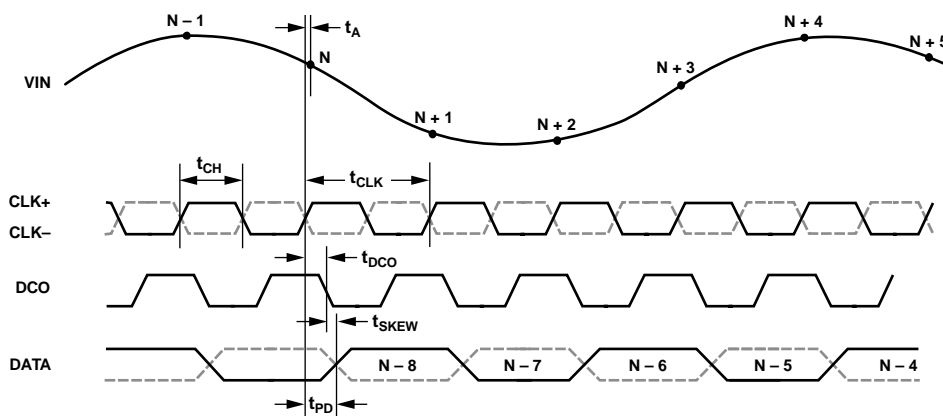 N – 1
t_A
N
N + 4
N + 5
N + 3
VIN
N + 1
N + 2
t_CH
t_CLK
CLK+
CLK–
t_DCO
DCO
t_SKEW
DATA
N – 8
N – 7
N – 6
N – 5
N – 4
t_PD